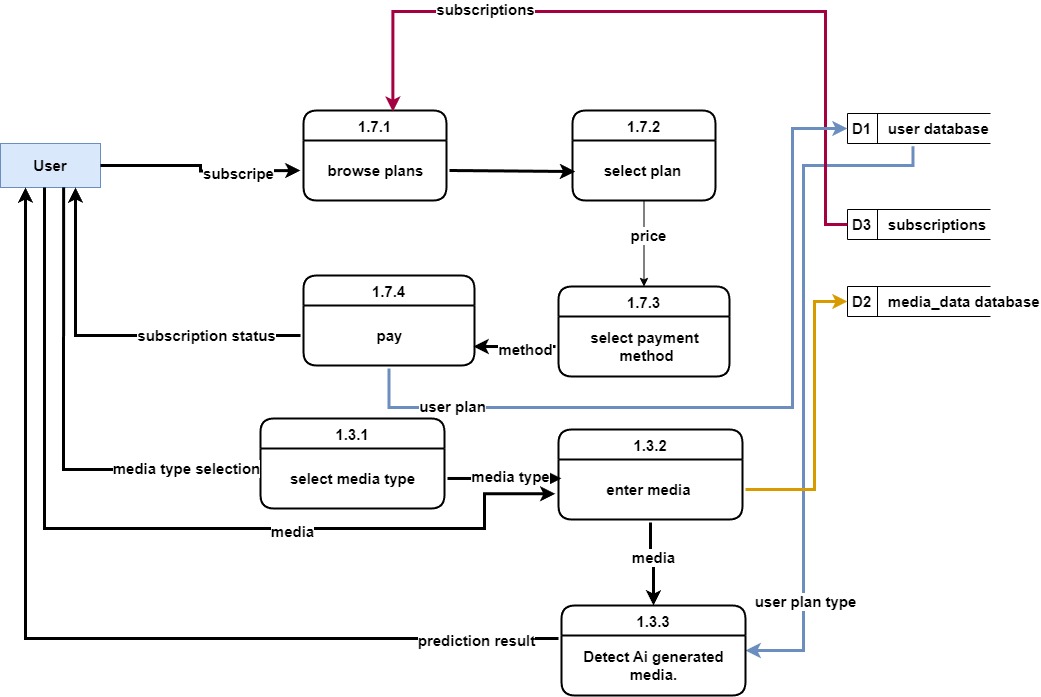 subscriptions
1.7.1
browse plans
1.7.2
select plan
D1
user database
User
subscripe
price
D3
subscriptions
1.7.4
pay
1.7.3
select payment
method
D2
media_data database
subscription status
method
user plan
1.3.1
select media type
1.3.2
enter media
media type selection
media type
media
media
user plan type
1.3.3
Detect Ai generated
media.
prediction result